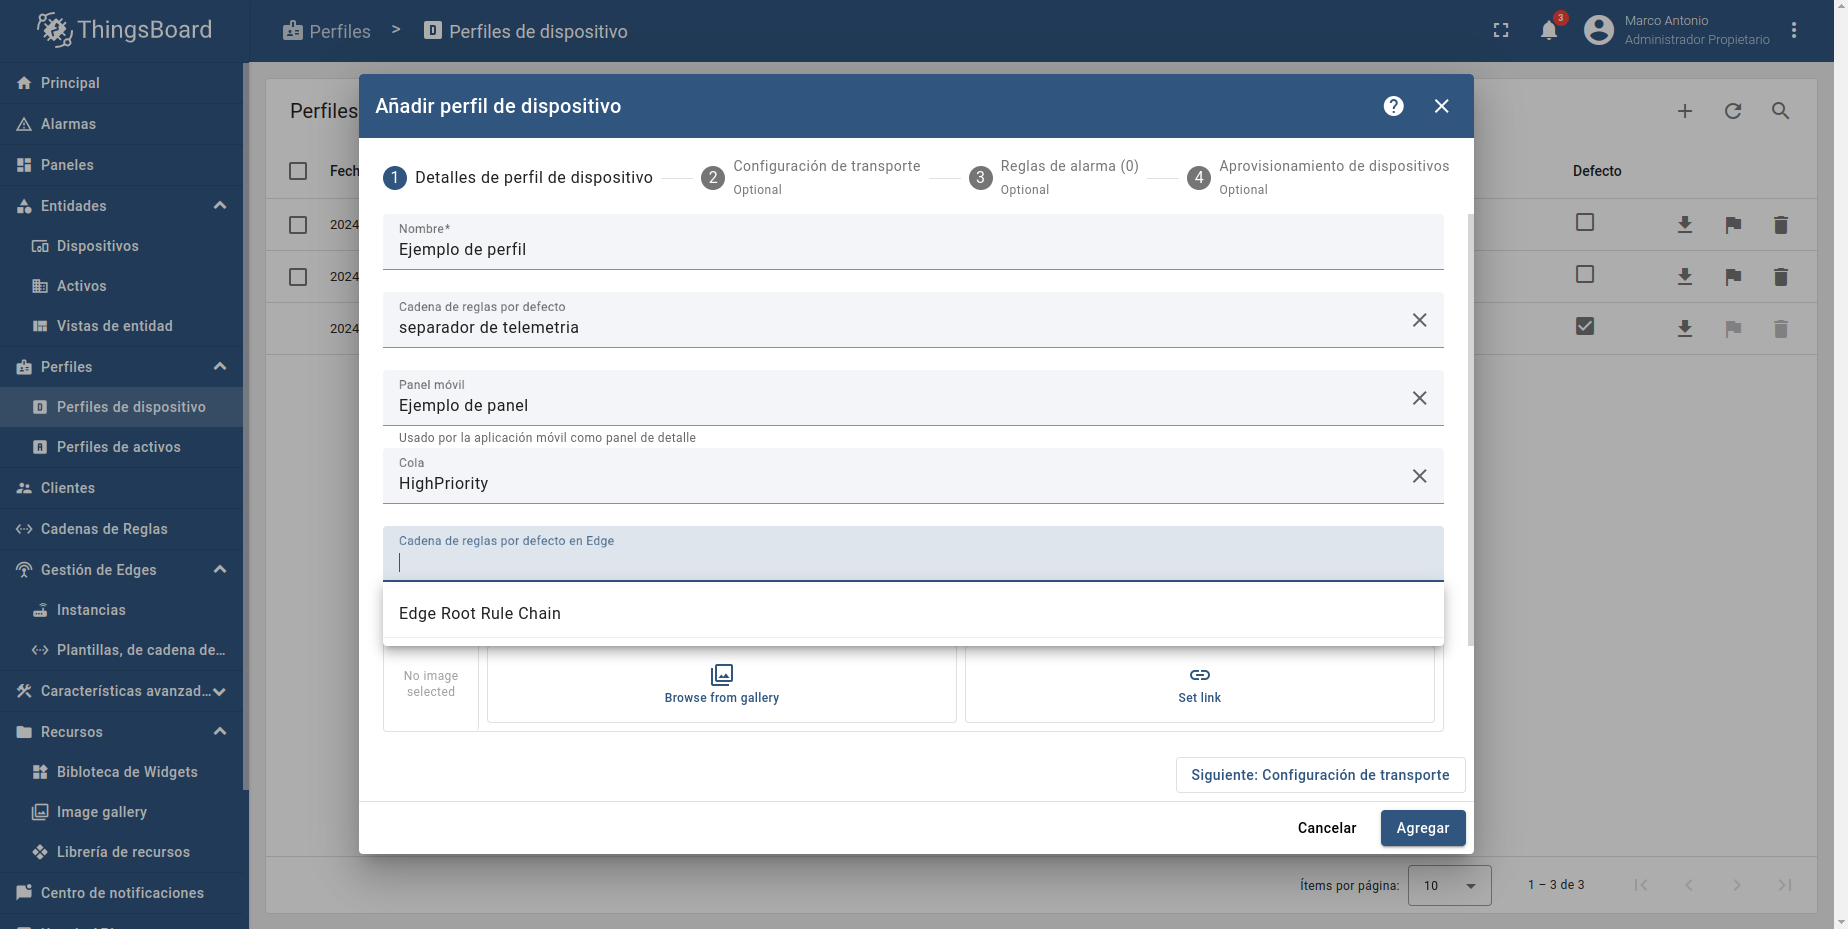 ThingsBoard
Perfiles > Perfiles de dispositivo
3
Marco Antonio
Administrador Propietario
Principal
Alarmas
Paneles
Entidades
Dispositivos
Activos
Vistas de entidad
Perfiles
Perfiles de dispositivo
Perfiles de activos
Clientes
Cadenas de Reglas
Gestión de Edges
Instancias
Plantillas, de cadena de...
Características avanzad...
Recursos
Bibloteca de Widgets
Image gallery
Librería de recursos
Centro de notificaciones
Perfiles
Fech
Defecto
2024
2024
2024
Añadir perfil de dispositivo
1 Detalles de perfil de dispositivo
2 Configuración de transporte
Optional
3 Reglas de alarma (0)
Optional
4 Aprovisionamiento de dispositivos
Optional
Nombre*
Ejemplo de perfil
Cadena de reglas por defecto
separador de telemetria
Panel móvil
Ejemplo de panel
Usado por la aplicación móvil como panel de detalle
Cola
HighPriority
Cadena de reglas por defecto en Edge
Edge Root Rule Chain
No image
selected
Browse from gallery
Set link
Siguiente: Configuración de transporte
Cancelar
Agregar
Ítems por página:
10
1 – 3 de 3